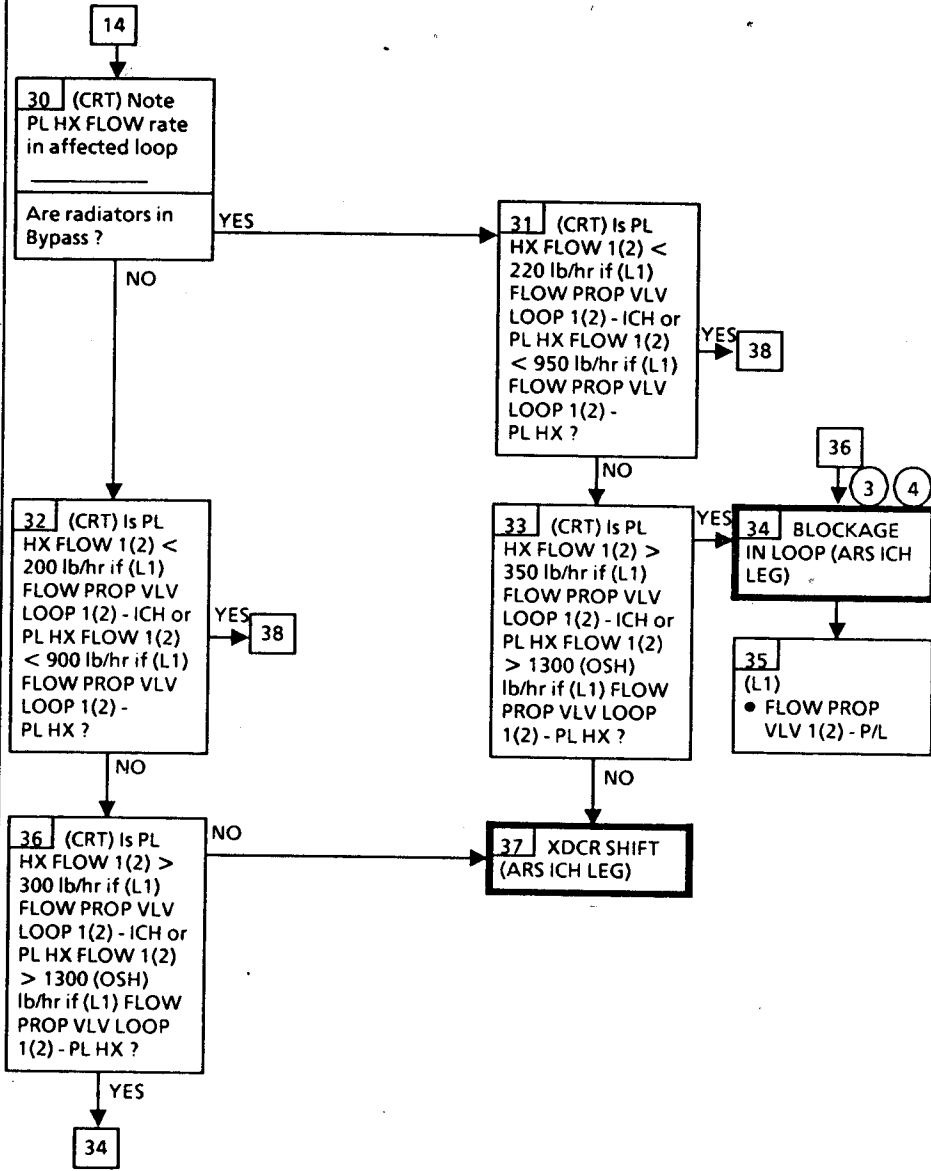 14
30 (CRT) Note
PL HX FLOW rate
in affected loop
Are radiators in
Bypass ?
YES
NO
31 (CRT) Is PL
HX FLOW 1(2) <
220 lb/hr if (L1)
FLOW PROP VLV
LOOP 1(2) - ICH or
PL HX FLOW 1(2)
< 950 lb/hr if (L1)
FLOW PROP VLV
LOOP 1(2) -
PL HX ?
YES
38
NO
32 (CRT) Is PL
HX FLOW 1(2) <
200 lb/hr if (L1)
FLOW PROP VLV
LOOP 1(2) - ICH or
PL HX FLOW 1(2)
< 900 lb/hr if (L1)
FLOW PROP VLV
LOOP 1(2) -
PL HX ?
YES
38
NO
33 (CRT) Is PL
HX FLOW 1(2) >
350 lb/hr if (L1)
FLOW PROP VLV
LOOP 1(2) - ICH or
PL HX FLOW 1(2)
> 1300 (OSH)
lb/hr if (L1) FLOW
PROP VLV LOOP
1(2) - PL HX ?
YES
NO
36
3 4
34 BLOCKAGE
IN LOOP (ARS ICH
LEG)
35
(L1)
• FLOW PROP
VLV 1(2) - P/L
36 (CRT) Is PL
HX FLOW 1(2) >
300 lb/hr if (L1)
FLOW PROP VLV
LOOP 1(2) - ICH or
PL HX FLOW 1(2)
> 1300 (OSH)
lb/hr if (L1) FLOW
PROP VLV LOOP
1(2) - PL HX ?
NO
YES
34
37 XDCR SHIFT
(ARS ICH LEG)